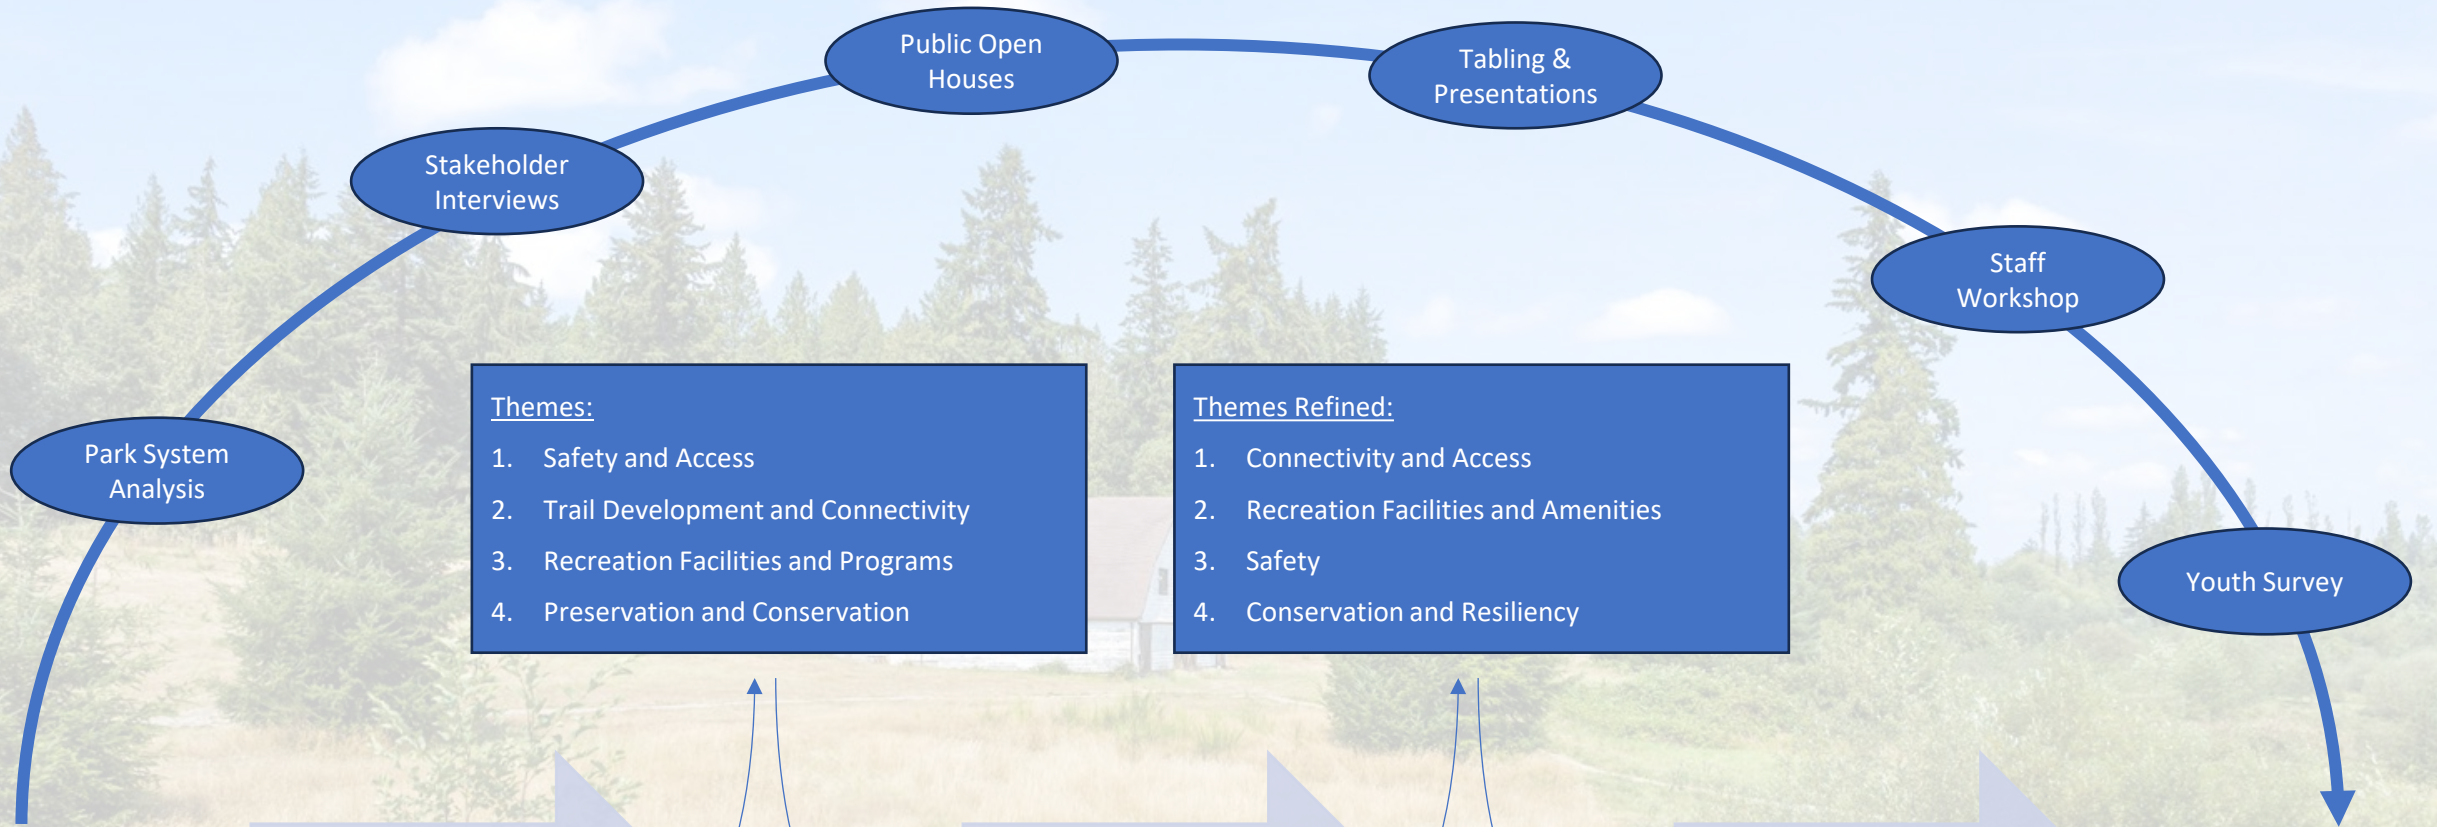 Public Open
Houses
Tabling &
Presentations
Stakeholder
Interviews
Staff
Workshop
Park System
Analysis
Youth Survey
Themes:
1. Safety and Access
2. Trail Development and Connectivity
3. Recreation Facilities and Programs
4. Preservation and Conservation
Themes Refined:
1. Connectivity and Access
2. Recreation Facilities and Amenities
3. Safety
4. Conservation and Resiliency